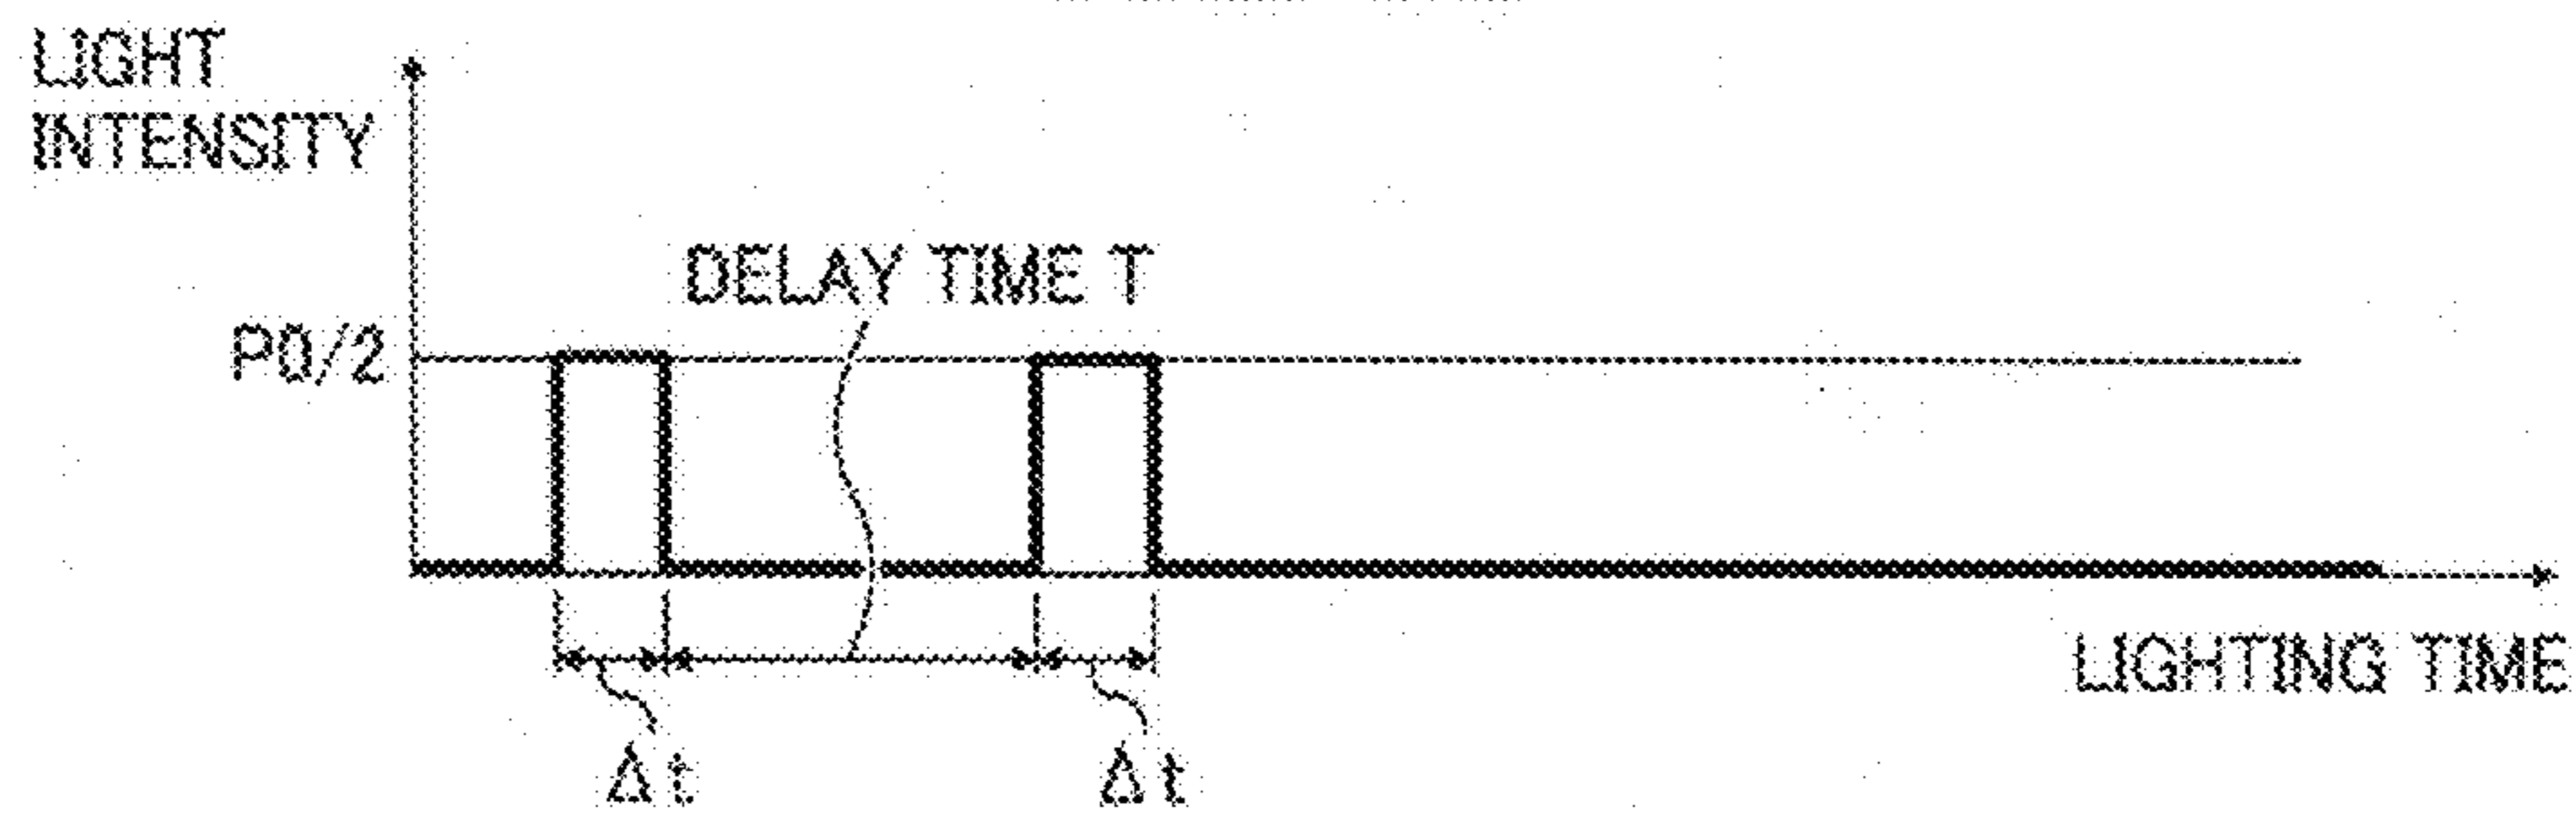 LIGHT
INTENSITY
DELAY TIME T
P0/2
LIGHTING TIME
Δt
Δt